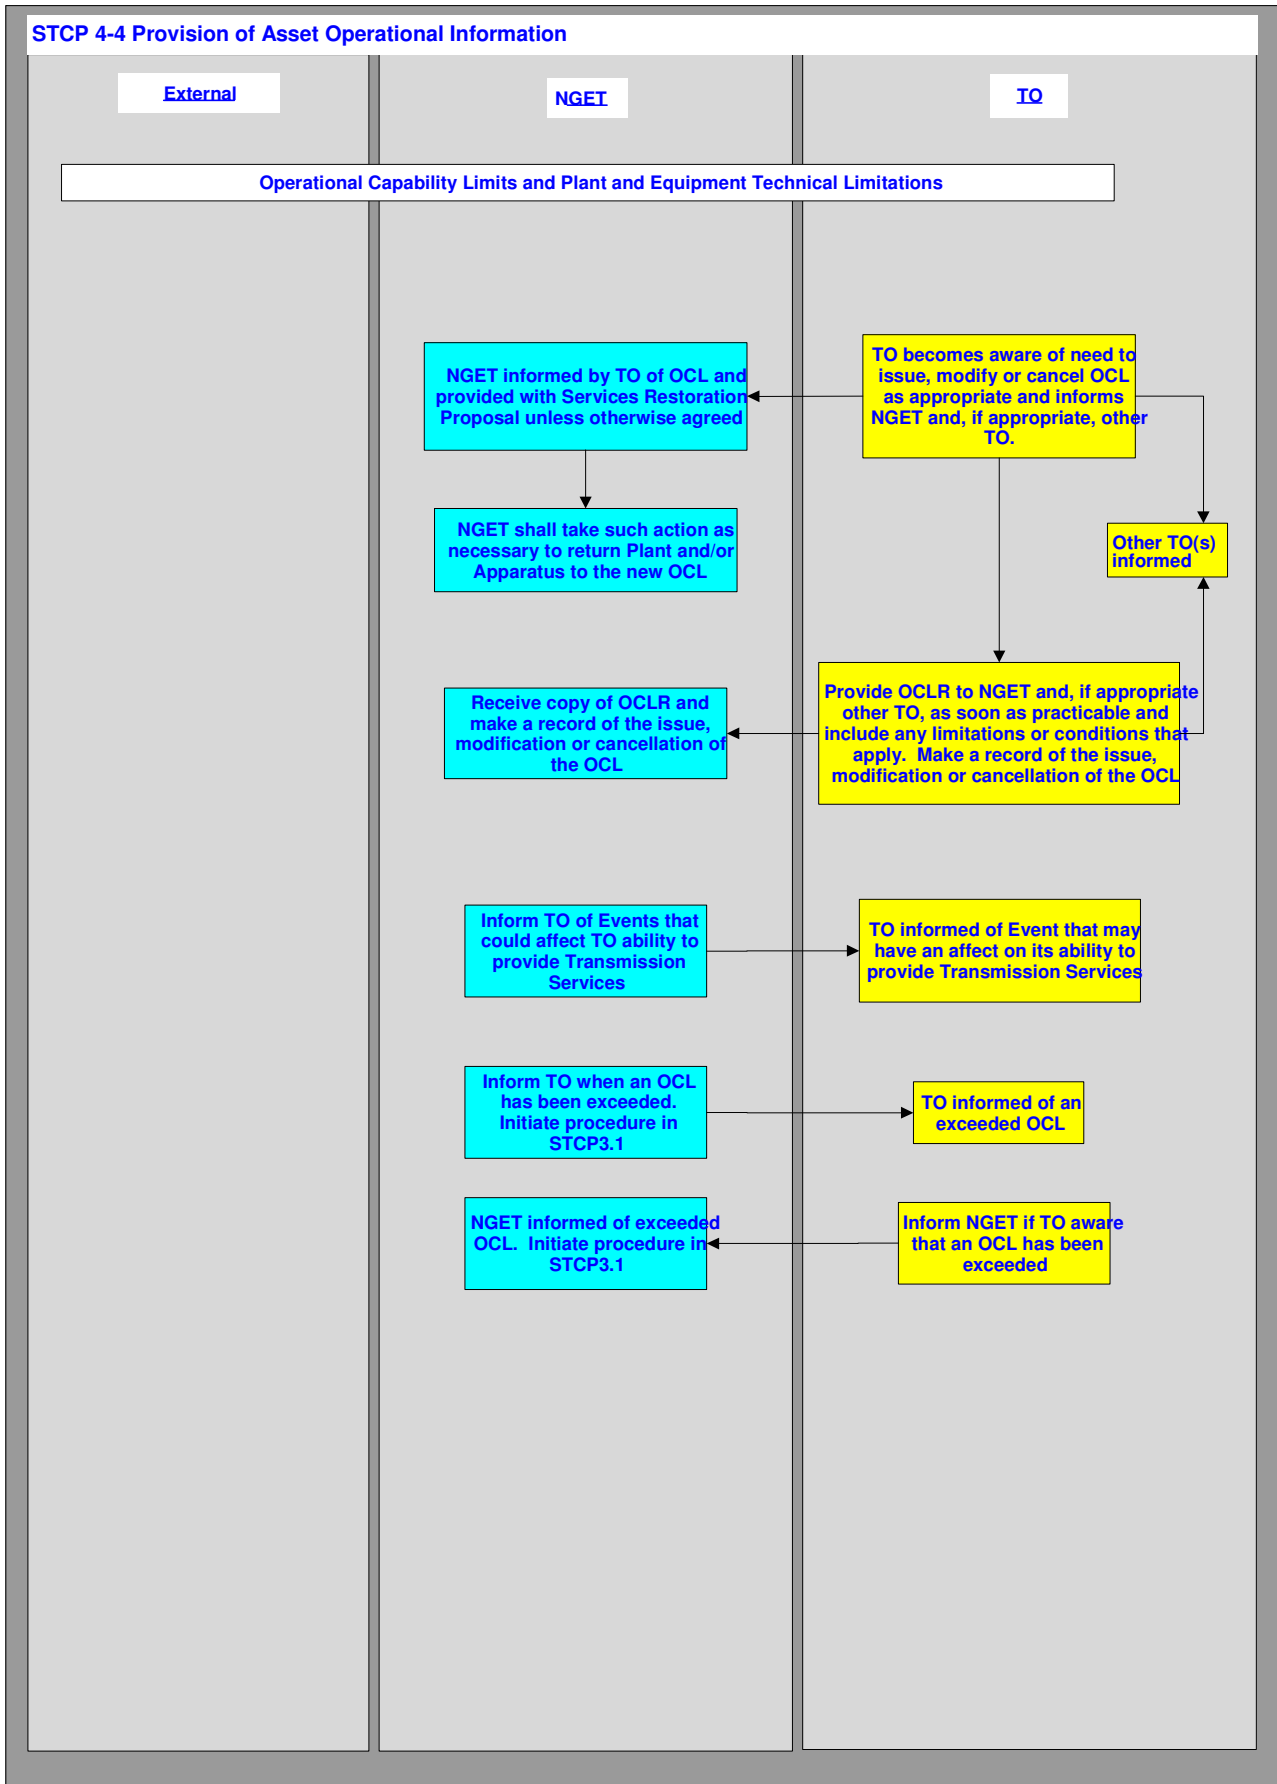 STCP 4-4 Provision of Asset Operational Information
External
NGET
TO
Operational Capability Limits and Plant and Equipment Technical Limitations
NGET informed by TO of OCL and
provided with Services Restoration
Proposal unless otherwise agreed
TO becomes aware of need to
issue, modify or cancel OCL
as appropriate and informs
NGET and, if appropriate, other
TO.
NGET shall take such action as
necessary to return Plant and/or
Apparatus to the new OCL
Other TO(s)
informed
Receive copy of OCLR and
make a record of the issue,
modification or cancellation of
the OCL
Provide OCLR to NGET and, if appropriate
other TO, as soon as practicable and
include any limitations or conditions that
apply.  Make a record of the issue,
modification or cancellation of the OCL
Inform TO of Events that
could affect TO ability to
provide Transmission
Services
TO informed of Event that may
have an affect on its ability to
provide Transmission Services
Inform TO when an OCL
has been exceeded.
Initiate procedure in
STCP3.1
TO informed of an
exceeded OCL
NGET informed of exceeded
OCL.  Initiate procedure in
STCP3.1
Inform NGET if TO aware
that an OCL has been
exceeded